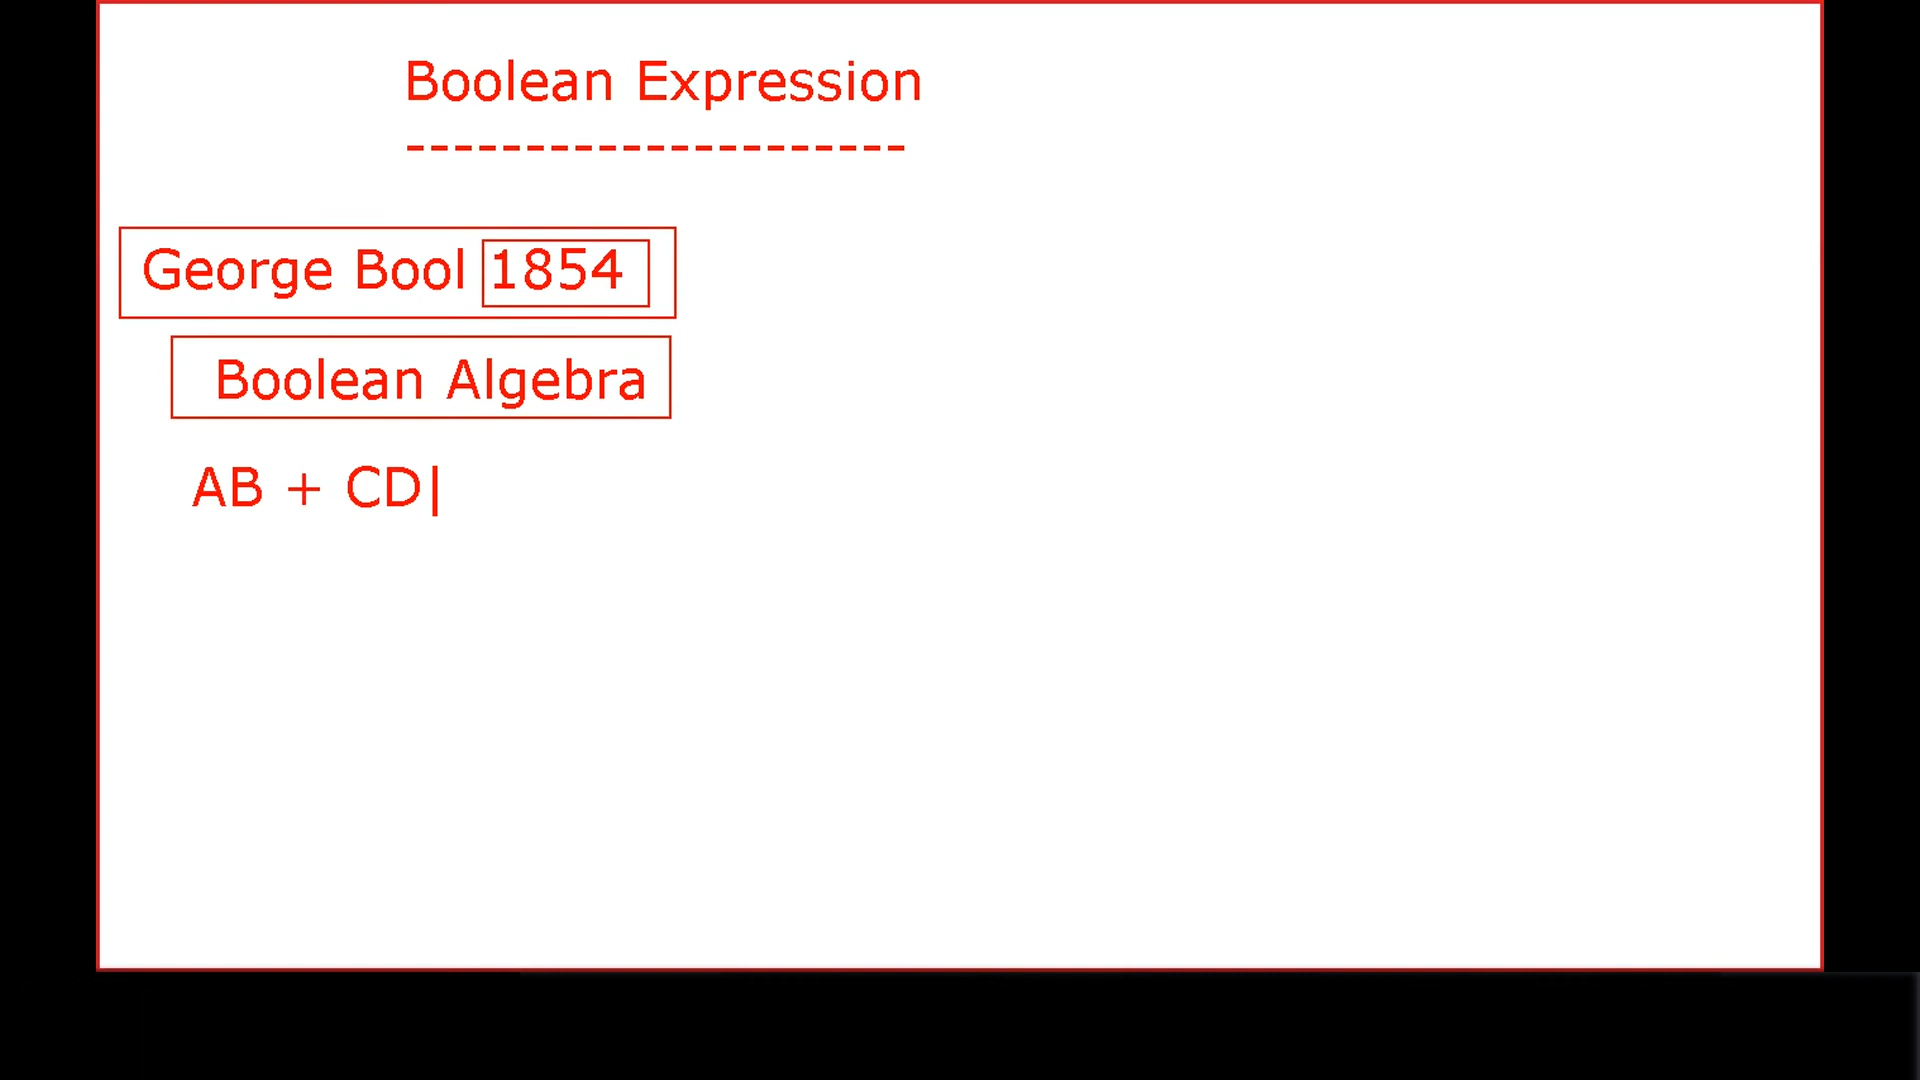 Boolean Expression
---------------------
George Bool 1854
Boolean Algebra
AB + CD